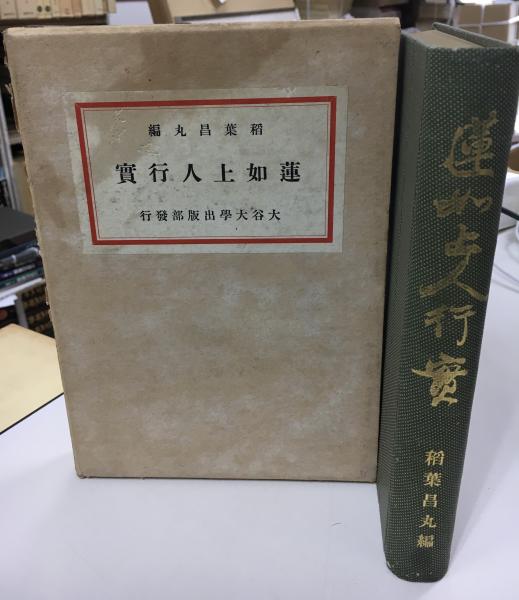 稻葉昌丸編
蓮如上人行實
大谷大學出版部發行
蓮如上人行實
稻葉昌丸編